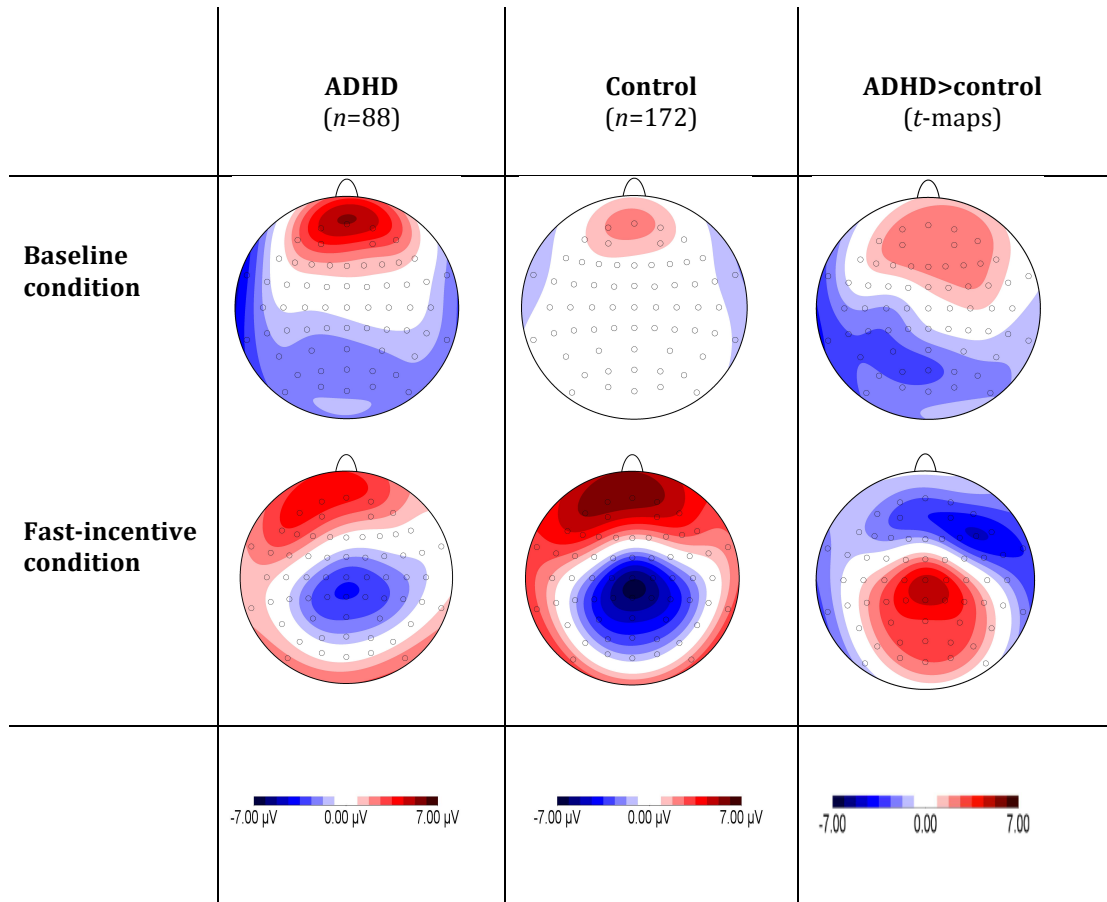 ADHD
(n=88)
Control
(n=172)
ADHD>control
(t-maps)
Baseline
condition
Fast-incentive
condition
-7.00 µV 0.00 µV 7.00 µV
-7.00 µV 0.00 µV 7.00 µV
-7.00 0.00 7.00